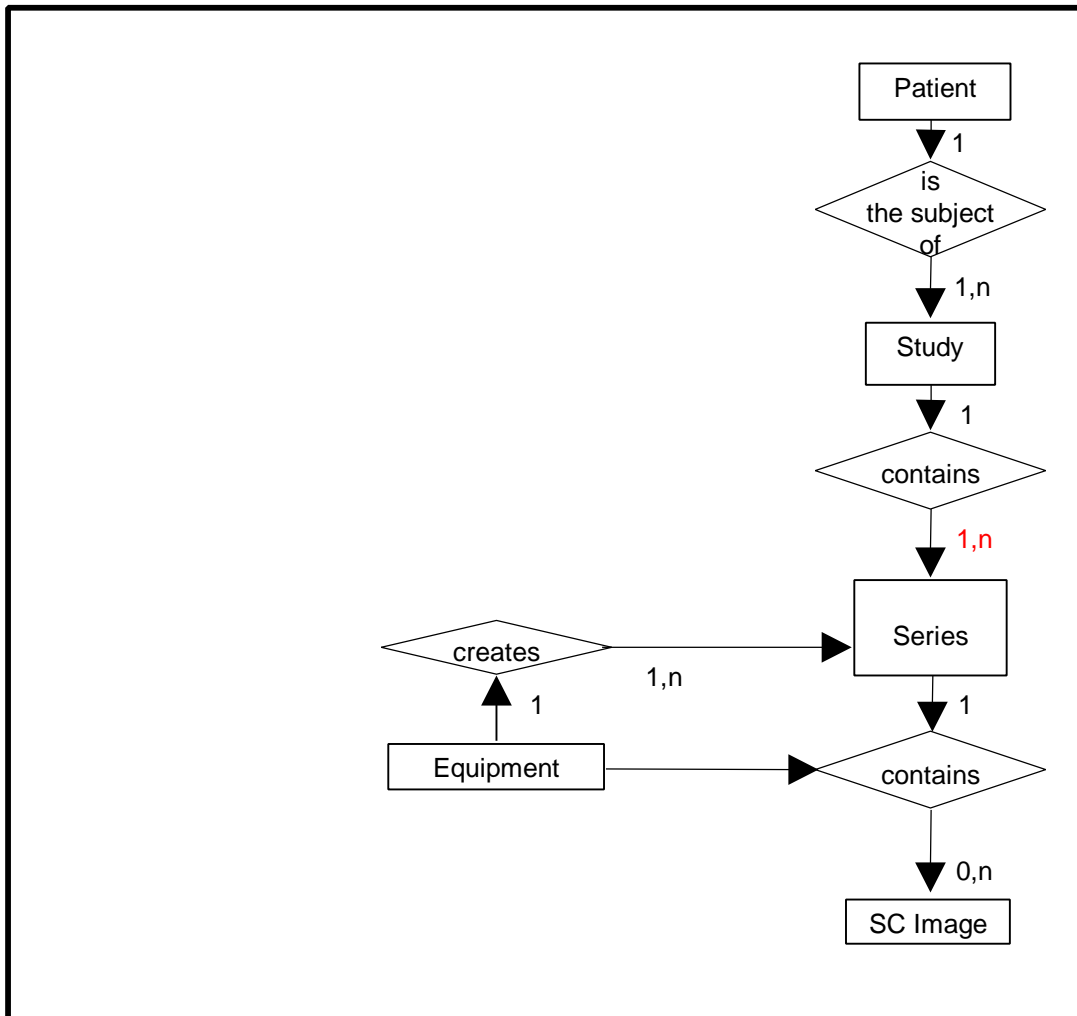 Patient
1
is
the subject
of
1,n
Study
1
contains
1,n
Series
creates
1,n
1
1
Equipment
contains
0,n
SC Image